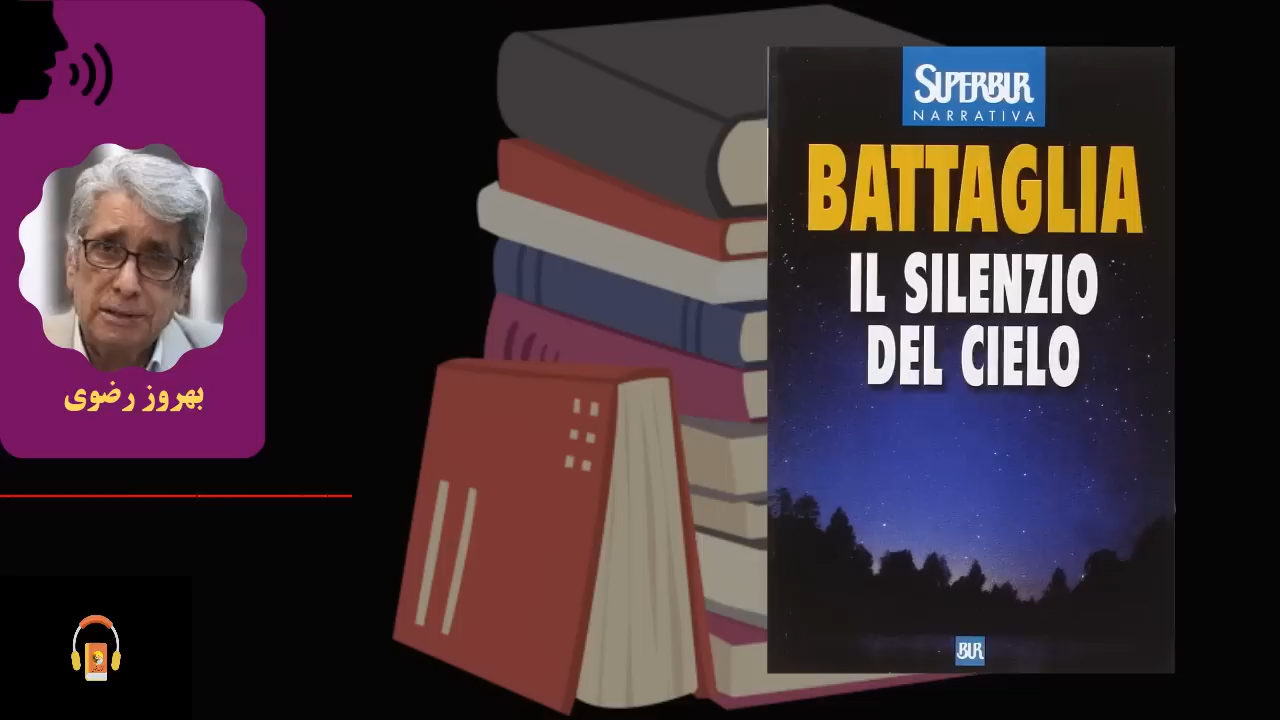 بهروز رضوی
SUPERBUR
NARRATIVA
BATTAGLIA
IL SILENZIO
DEL CIELO
BUR